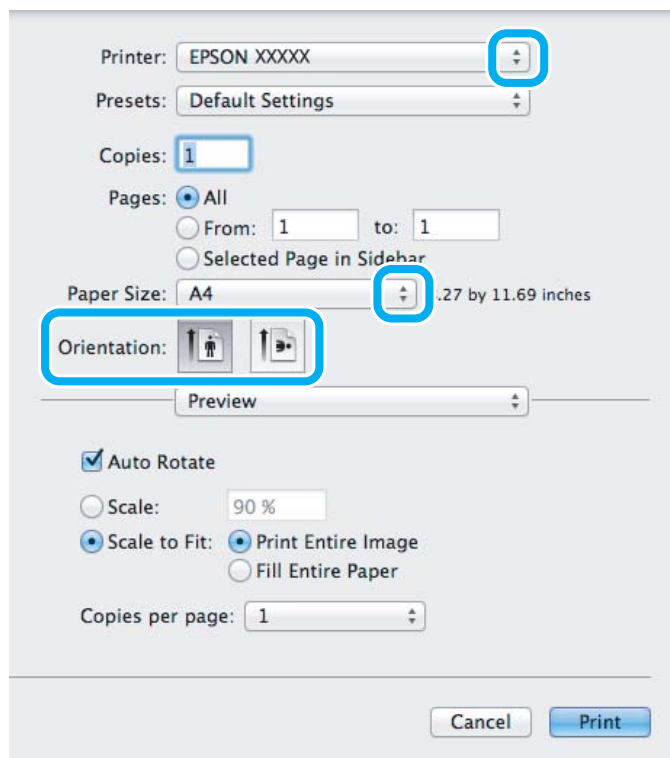 Printer: EPSON XXXXX
Presets: Default Settings
Copies: 1
Pages: All
From: 1 to: 1
Selected Page in Sidebar
Paper Size: A4 .27 by 11.69 inches
Orientation:
Preview
Auto Rotate
Scale: 90 %
Scale to Fit: Print Entire Image
Fill Entire Paper
Copies per page: 1
Cancel Print